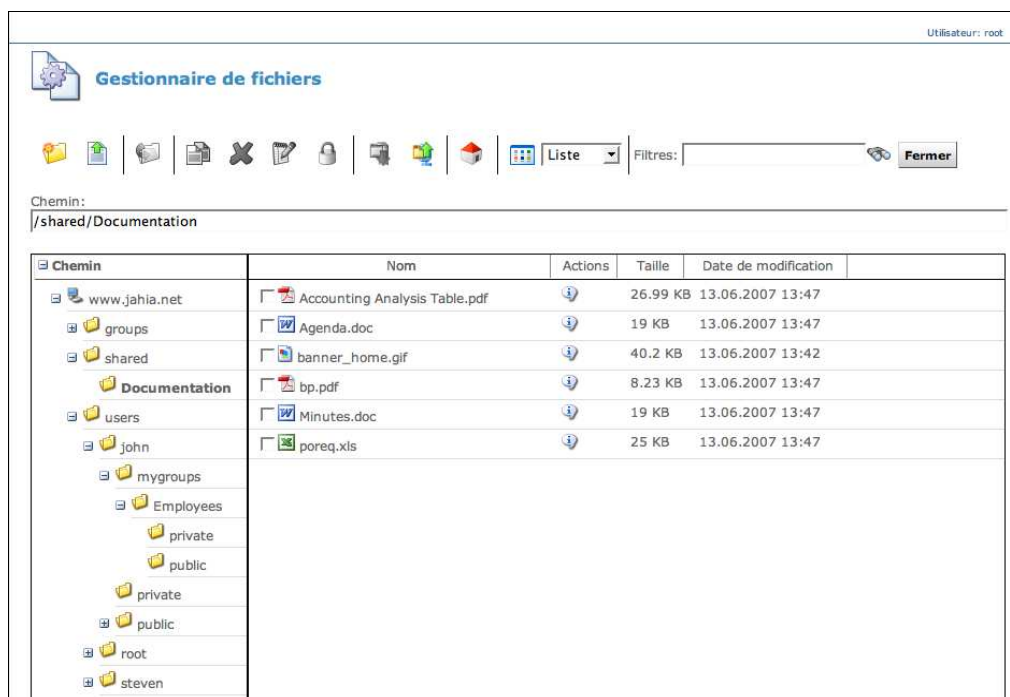 Utilisateur: root
Gestionnaire de fichiers
Liste Filtres: Fermer
Chemin:
/shared/Documentation
Chemin Nom Actions Taille Date de modification
www.jahia.net Accounting Analysis Table.pdf 26.99 KB 13.06.2007 13:47
groups Agenda.doc 19 KB 13.06.2007 13:47
shared banner_home.gif 40.2 KB 13.06.2007 13:42
Documentation bp.pdf 8.23 KB 13.06.2007 13:47
users Minutes.doc 19 KB 13.06.2007 13:47
john poreq.xls 25 KB 13.06.2007 13:47
mygroups
Employees
private
public
private
public
root
steven